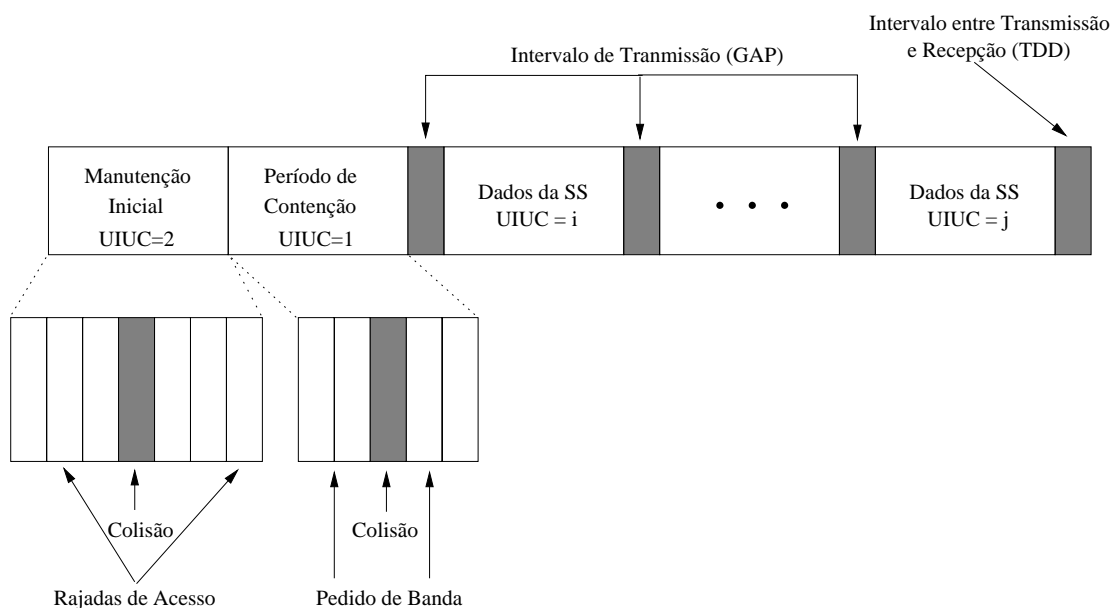 Intervalo entre Transmissão
e Recepção (TDD)
Intervalo de Tranmissão (GAP)
Manutenção
Inicial
UIUC=2
Período de
Contenção
UIUC=1
Dados da SS
UIUC = i
• • •
Dados da SS
UIUC = j
Colisão
Colisão
Rajadas de Acesso
Pedido de Banda